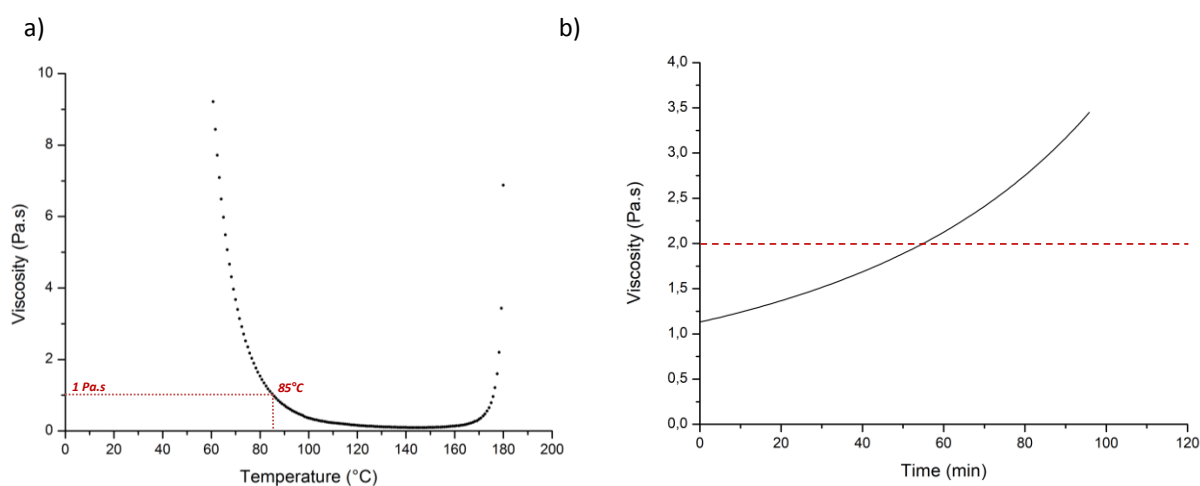 a)
b)
10
8
6
4
2
0
Viscosity (Pa.s)
1 Pa.s
85°C
0 20 40 60 80 100 120 140 160 180 200
Temperature (°C)
4,0
3,5
3,0
2,5
2,0
1,5
1,0
0,5
0,0
Viscosity (Pa.s)
0 20 40 60 80 100 120
Time (min)